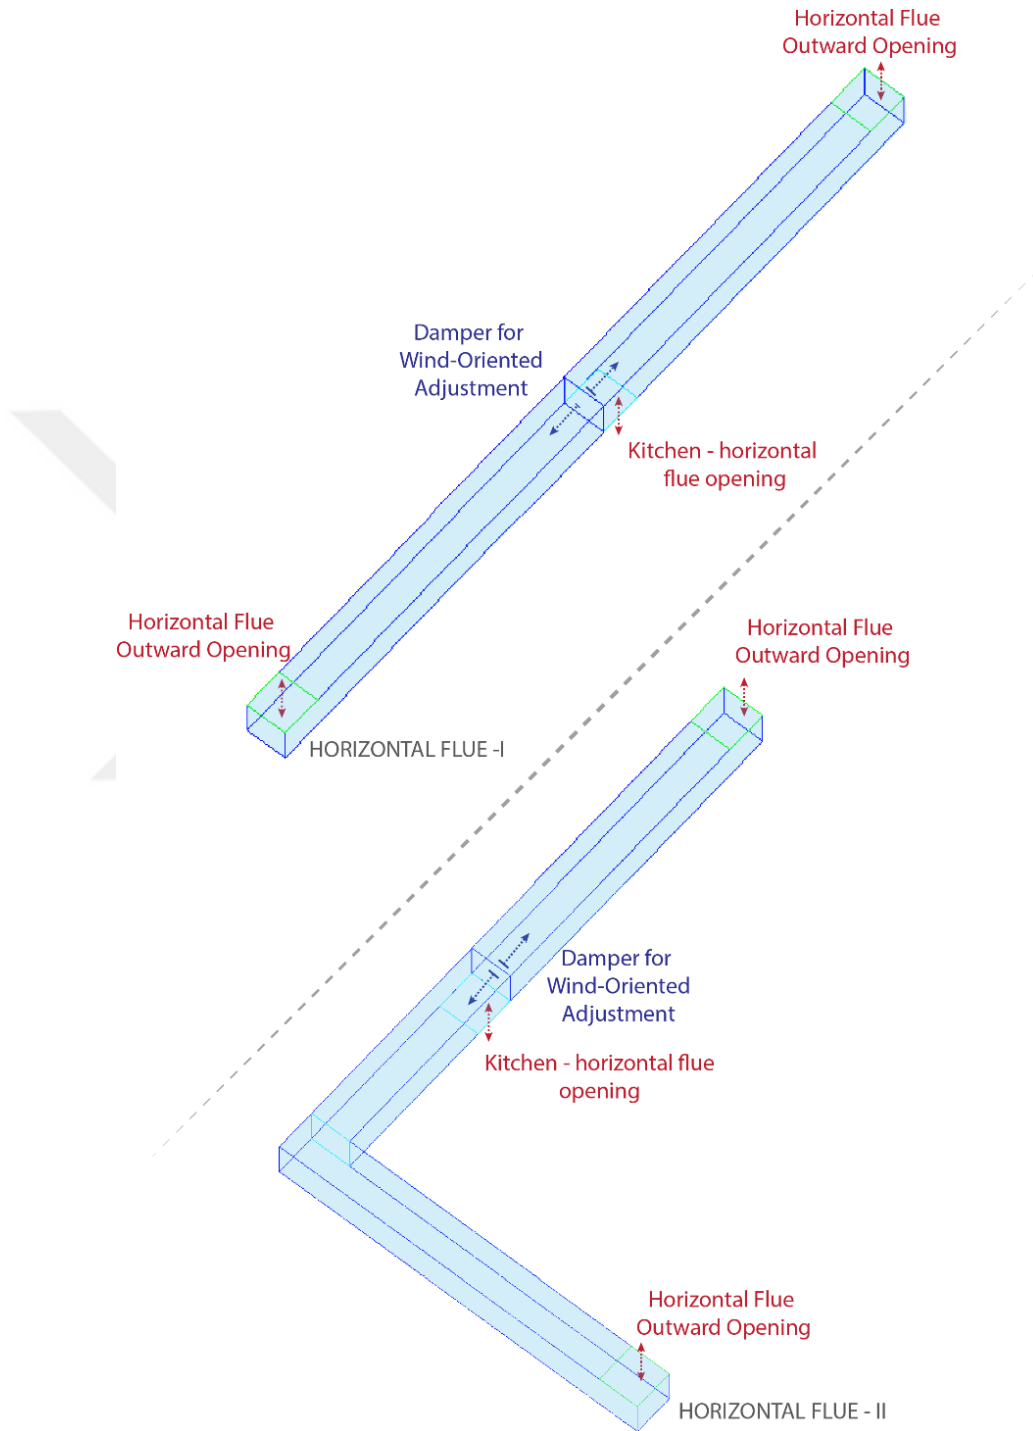 Horizontal Flue
Outward Opening
Damper for
Wind-Oriented
Adjustment
Kitchen - horizontal
flue opening
Horizontal Flue
Outward Opening
HORIZONTAL FLUE -I
Horizontal Flue
Outward Opening
Damper for
Wind-Oriented
Adjustment
Kitchen - horizontal flue
opening
Horizontal Flue
Outward Opening
HORIZONTAL FLUE - II